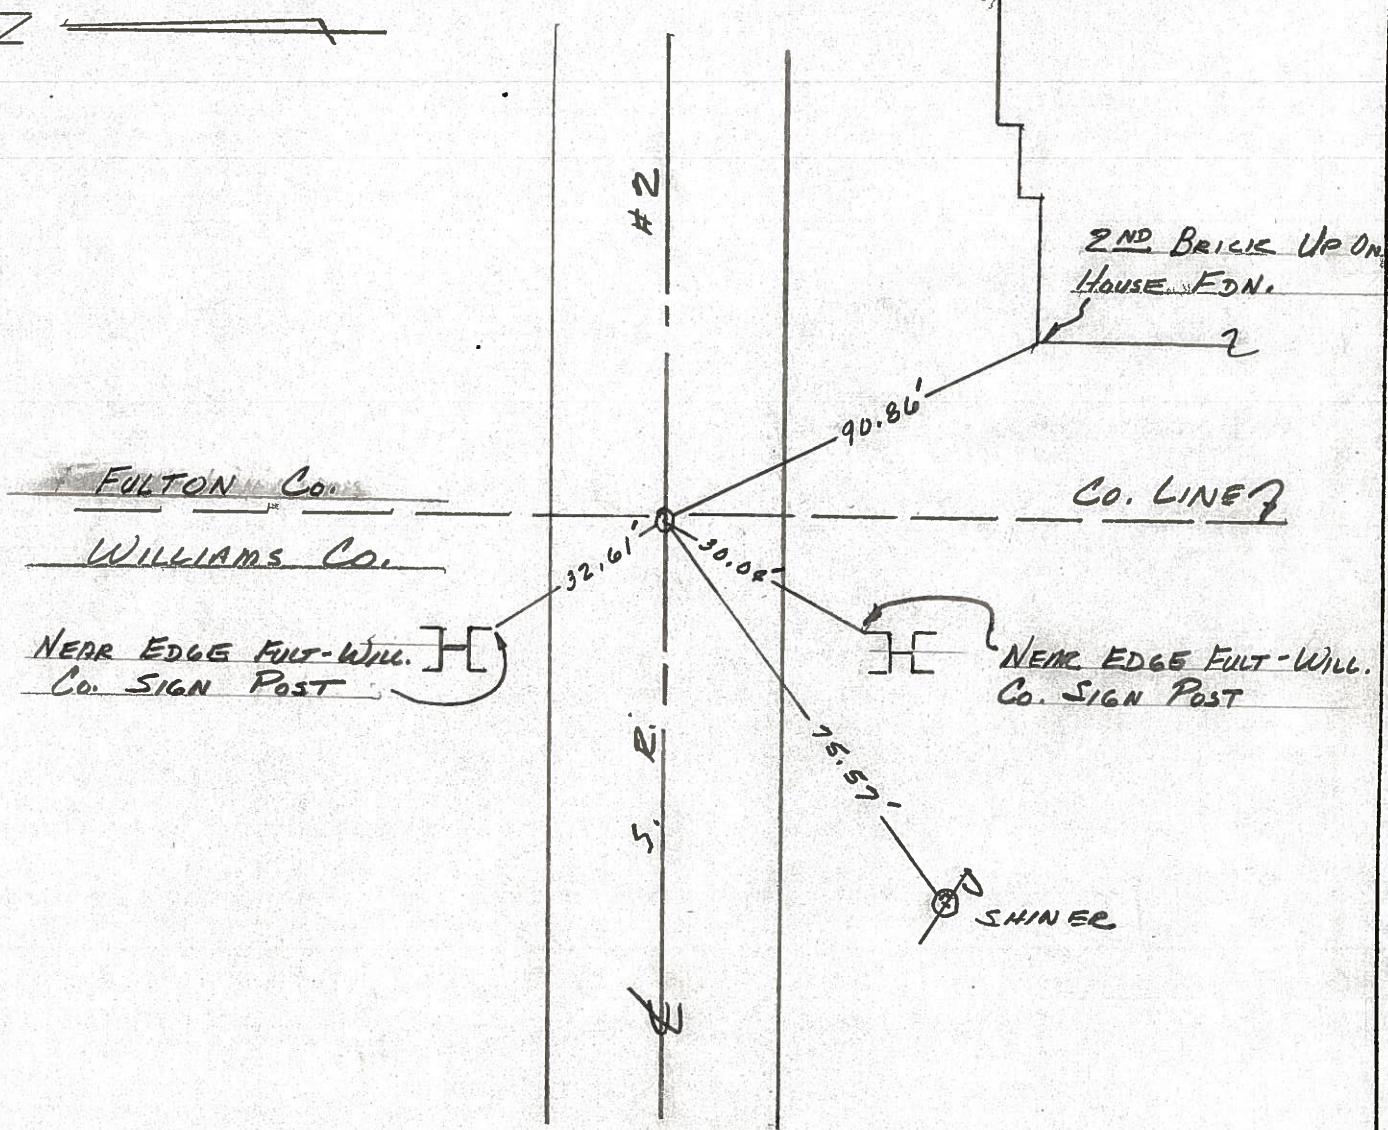 Z
# 2
2ND BRICK UP ON
HOUSE FDN.
90.86'
FULTON CO.
CO. LINE
WILLIAMS CO.
32.61'
30.08'
NEAR EDGE FULT-WILL.
CO. SIGN POST
NEAR EDGE FULT-WILL.
CO. SIGN POST
S. R.
75.57'
SHINER